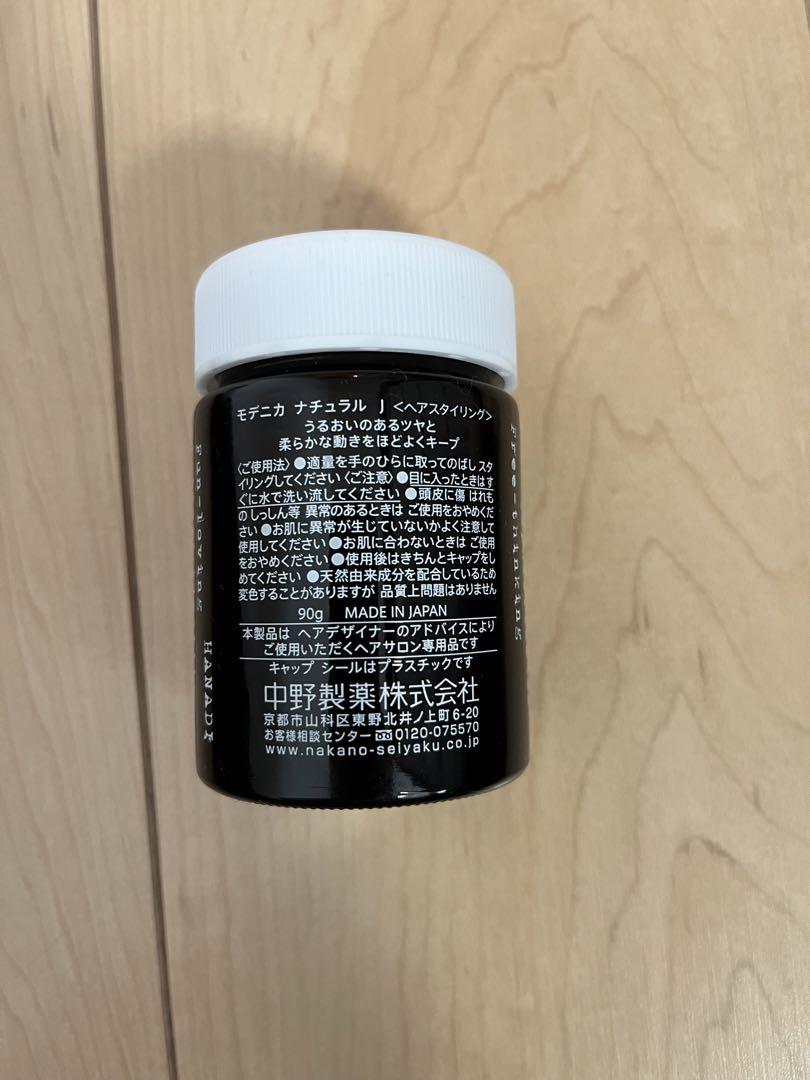 モデニカ ナチュラル J <ヘアスタイリング>
うるおいのあるツヤと
柔らかな動きをほどよくキープ
〈ご使用法〉●適量を手のひらに取ってのばし スタ
イリングしてください〈ご注意〉●目に入ったときはす
ぐに水で洗い流してください ●頭皮に傷 はれも
の しっしん等 異常のあるときは ご使用をおやめくだ
さい ●お肌に異常が生じていないかよく注意して
使用してください ●お肌に合わないときは ご使用
をおやめください ●使用後はきちんとキャップをし
めてください ●天然由来成分を配合しているため
変色することがありますが 品質上問題はありません
90g MADE IN JAPAN
本製品は ヘアデザイナーのアドバイスにより
ご使用いただくヘアサロン専用品です
キャップ シールはプラスチックです
中野製薬株式会社
京都市山科区東野北井ノ上町6-20
お客様相談センター 0120-075570
www.nakano-seiyaku.co.jp
Fun-loving
HANADI
Free-thinking